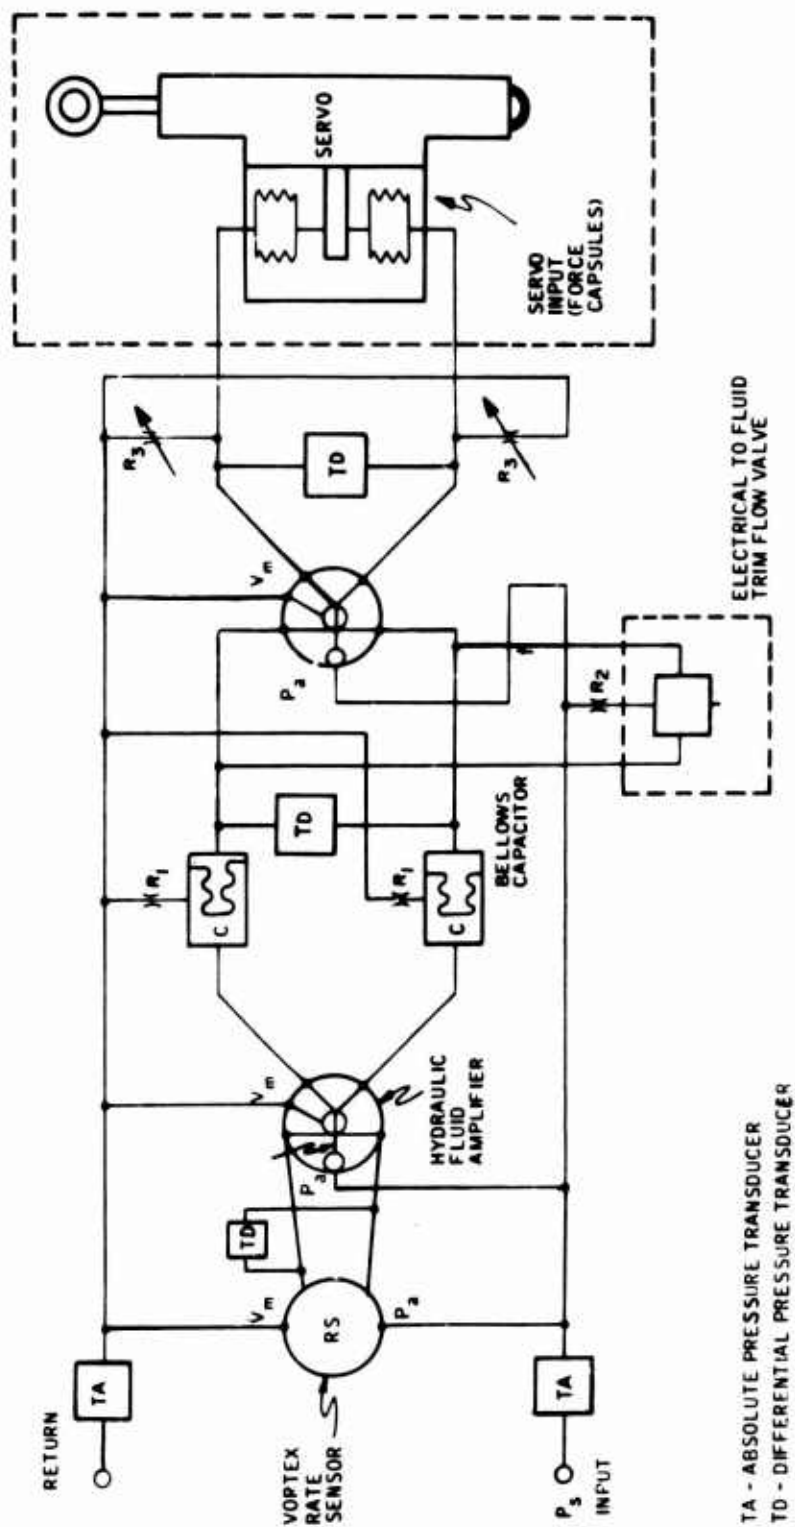 RETURN
TA
VORTEX
RATE
SENSOR
RS
Vm
Pa
TD
Ps
INPUT
TA
Vm
Pa
HYDRAULIC
FLUID
AMPLIFIER
R1
C
TD
R1
C
BELLOWS
CAPACITOR
Vm
Pa
R2
ELECTRICAL TO FLUID
TRIM FLOW VALVE
R3
TD
R3
SERVO
SERVO
INPUT
(FORCE
CAPSULES)
TA - ABSOLUTE PRESSURE TRANSDUCER
TD - DIFFERENTIAL PRESSURE TRANSDUCER